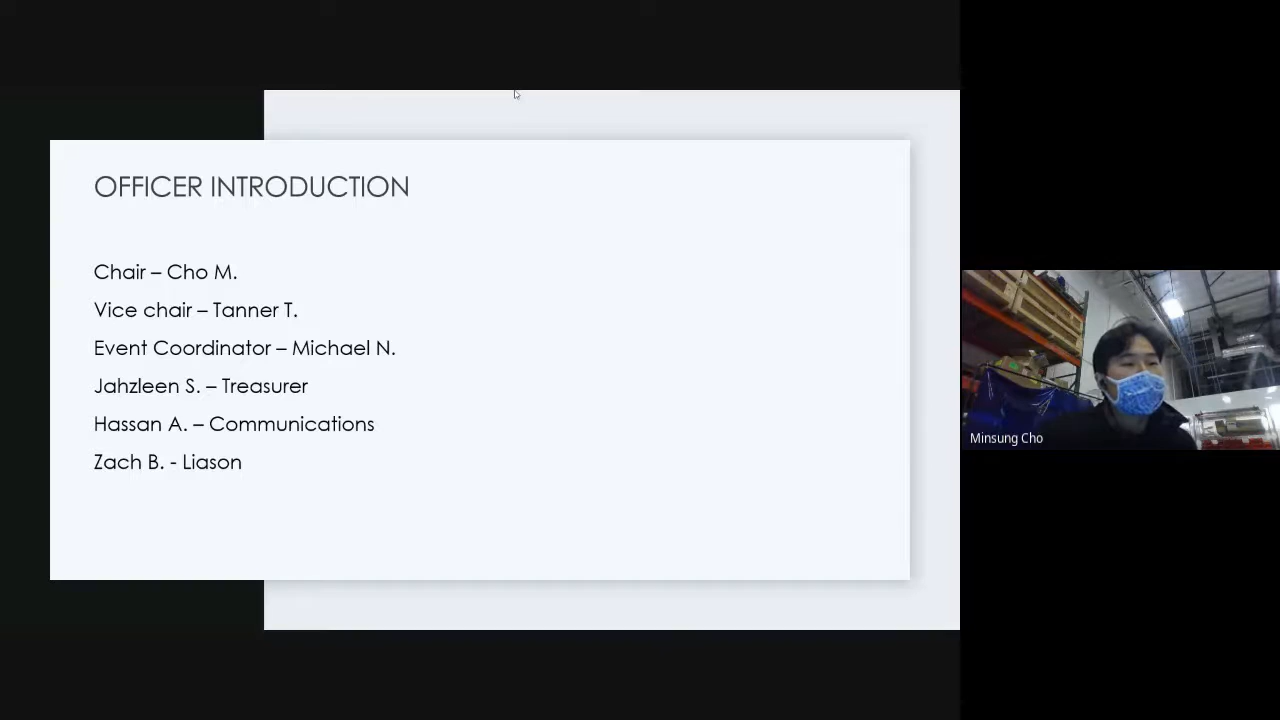 OFFICER INTRODUCTION
Chair – Cho M.
Vice chair – Tanner T.
Event Coordinator – Michael N.
Jahzleen S. – Treasurer
Hassan A. – Communications
Zach B. - Liason
Minsung Cho